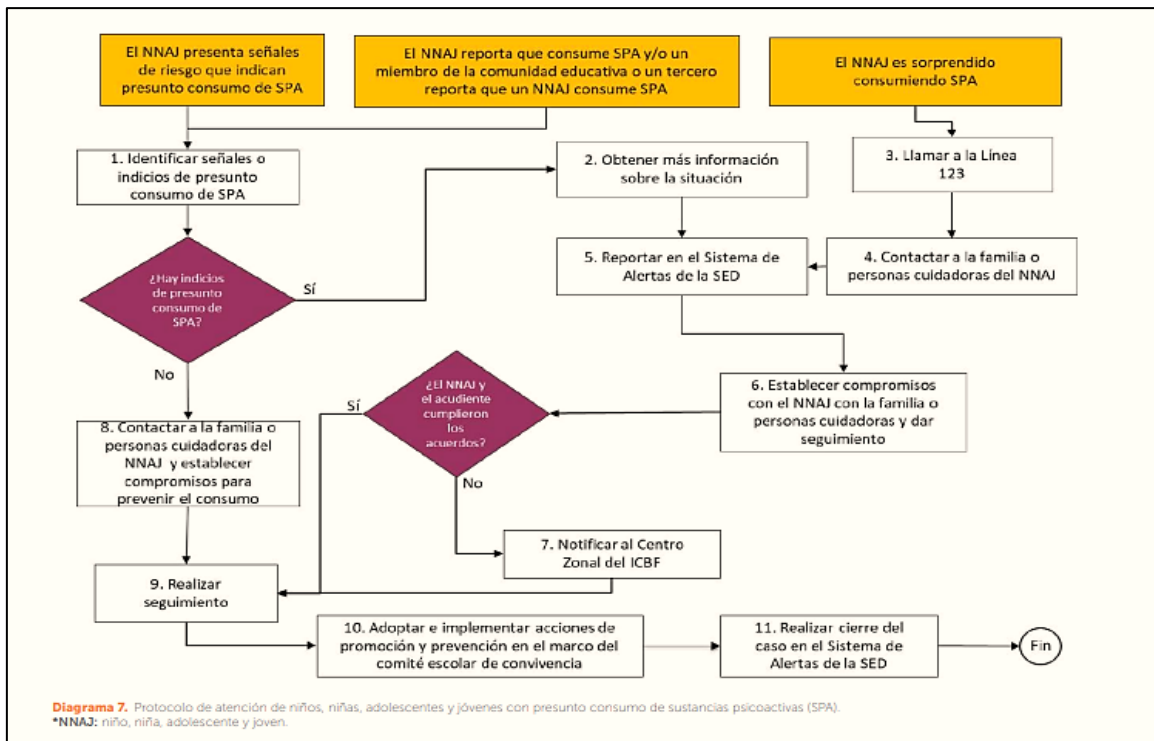 El NNAJ presenta señales
de riesgo que indican
presunto consumo de SPA
El NNAJ reporta que consume SPA y/o un
miembro de la comunidad educativa o un tercero
reporta que un NNAJ consume SPA
El NNAJ es sorprendido
consumiendo SPA
1. Identificar señales o
indicios de presunto
consumo de SPA
2. Obtener más información
sobre la situación
3. Llamar a la Línea
123
¿Hay indicios
de presunto
consumo de
SPA?
Sí
5. Reportar en el Sistema de
Alertas de la SED
4. Contactar a la familia o
personas cuidadoras del NNAJ
No
¿El NNAJ y
el acudiente
cumplieron
los
acuerdos?
Sí
6. Establecer compromisos
con el NNAJ con la familia o
personas cuidadoras y dar
seguimiento
8. Contactar a la familia o
personas cuidadoras del
NNAJ y establecer
compromisos para
prevenir el consumo
No
7. Notificar al Centro
Zonal del ICBF
9. Realizar
seguimiento
10. Adoptar e implementar acciones de
promoción y prevención en el marco del
comité escolar de convivencia
11. Realizar cierre del
caso en el Sistema de
Alertas de la SED
Fin
Diagrama 7. Protocolo de atención de niños, niñas, adolescentes y jóvenes con presunto consumo de sustancias psicoactivas (SPA).
*NNAJ: niño, niña, adolescente y joven.